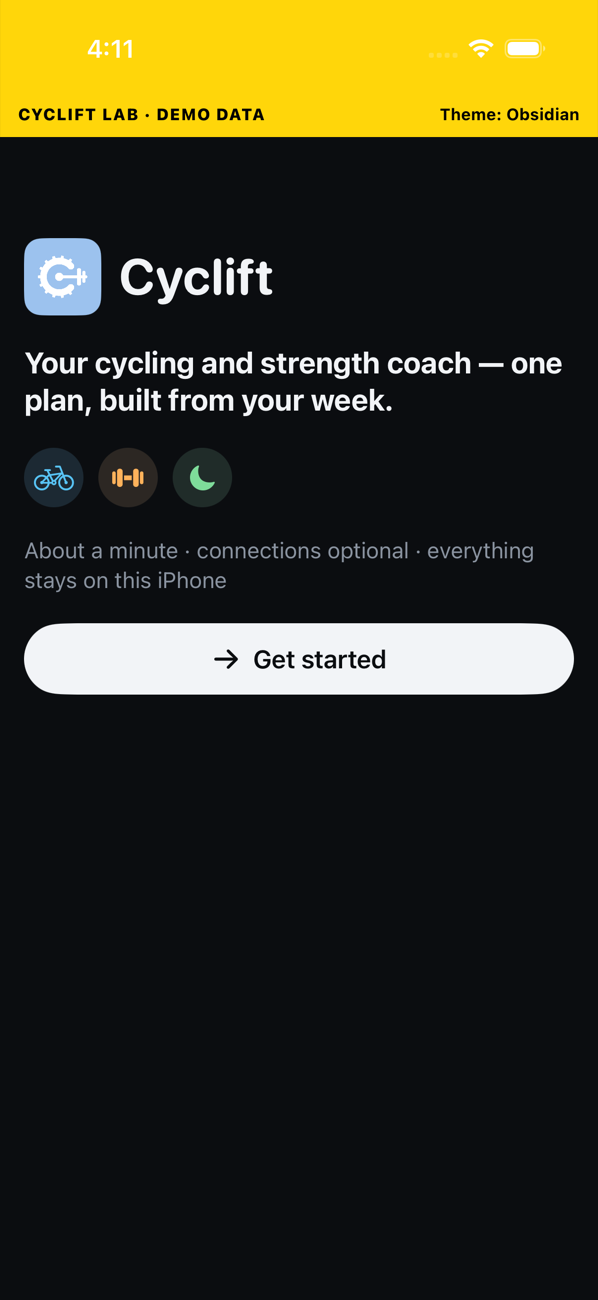 4:11
CYCLIFT LAB · DEMO DATA
Theme: Obsidian
Cyclift
Your cycling and strength coach — one
plan, built from your week.
About a minute · connections optional · everything
stays on this iPhone
Get started